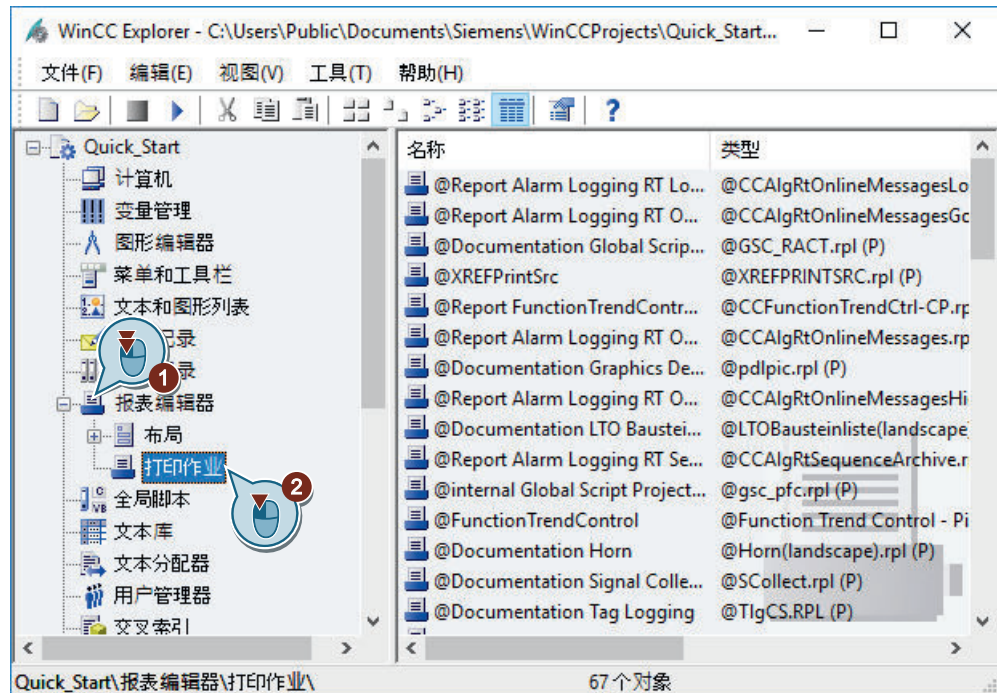 WinCC Explorer - C:\Users\Public\Documents\Siemens\WinCCProjects\Quick_Start...
文件(F) 编辑(E) 视图(V) 工具(T) 帮助(H)
Quick_Start
计算机
变量管理
图形编辑器
菜单和工具栏
文本和图形列表
记录
录
1
报表编辑器
布局
打印作业
2
全局脚本
文本库
文本分配器
用户管理器
交叉索引
名称 类型
@Report Alarm Logging RT Lo... @CCAlgRtOnlineMessagesLo
@Report Alarm Logging RT O... @CCAlgRtOnlineMessagesGc
@Documentation Global Scrip... @GSC_RACT.rpl (P)
@XREFPrintSrc @XREFPRINTSRC.rpl (P)
@Report FunctionTrendContr... @CCFunctionTrendCtrl-CP.rp
@Report Alarm Logging RT O... @CCAlgRtOnlineMessages.rp
@Documentation Graphics De... @pdlpic.rpl (P)
@Report Alarm Logging RT O... @CCAlgRtOnlineMessagesHi
@Documentation LTO Baustei... @LTOBausteinliste(landscape
@Report Alarm Logging RT Se... @CCAlgRtSequenceArchive.r
@internal Global Script Project... @gsc_pfc.rpl (P)
@FunctionTrendControl @Function Trend Control - Pi
@Documentation Horn @Horn(landscape).rpl (P)
@Documentation Signal Colle... @SCollect.rpl (P)
@Documentation Tag Logging @TlgCS.RPL (P)
Quick_Start\报表编辑器\打印作业\ 67个对象